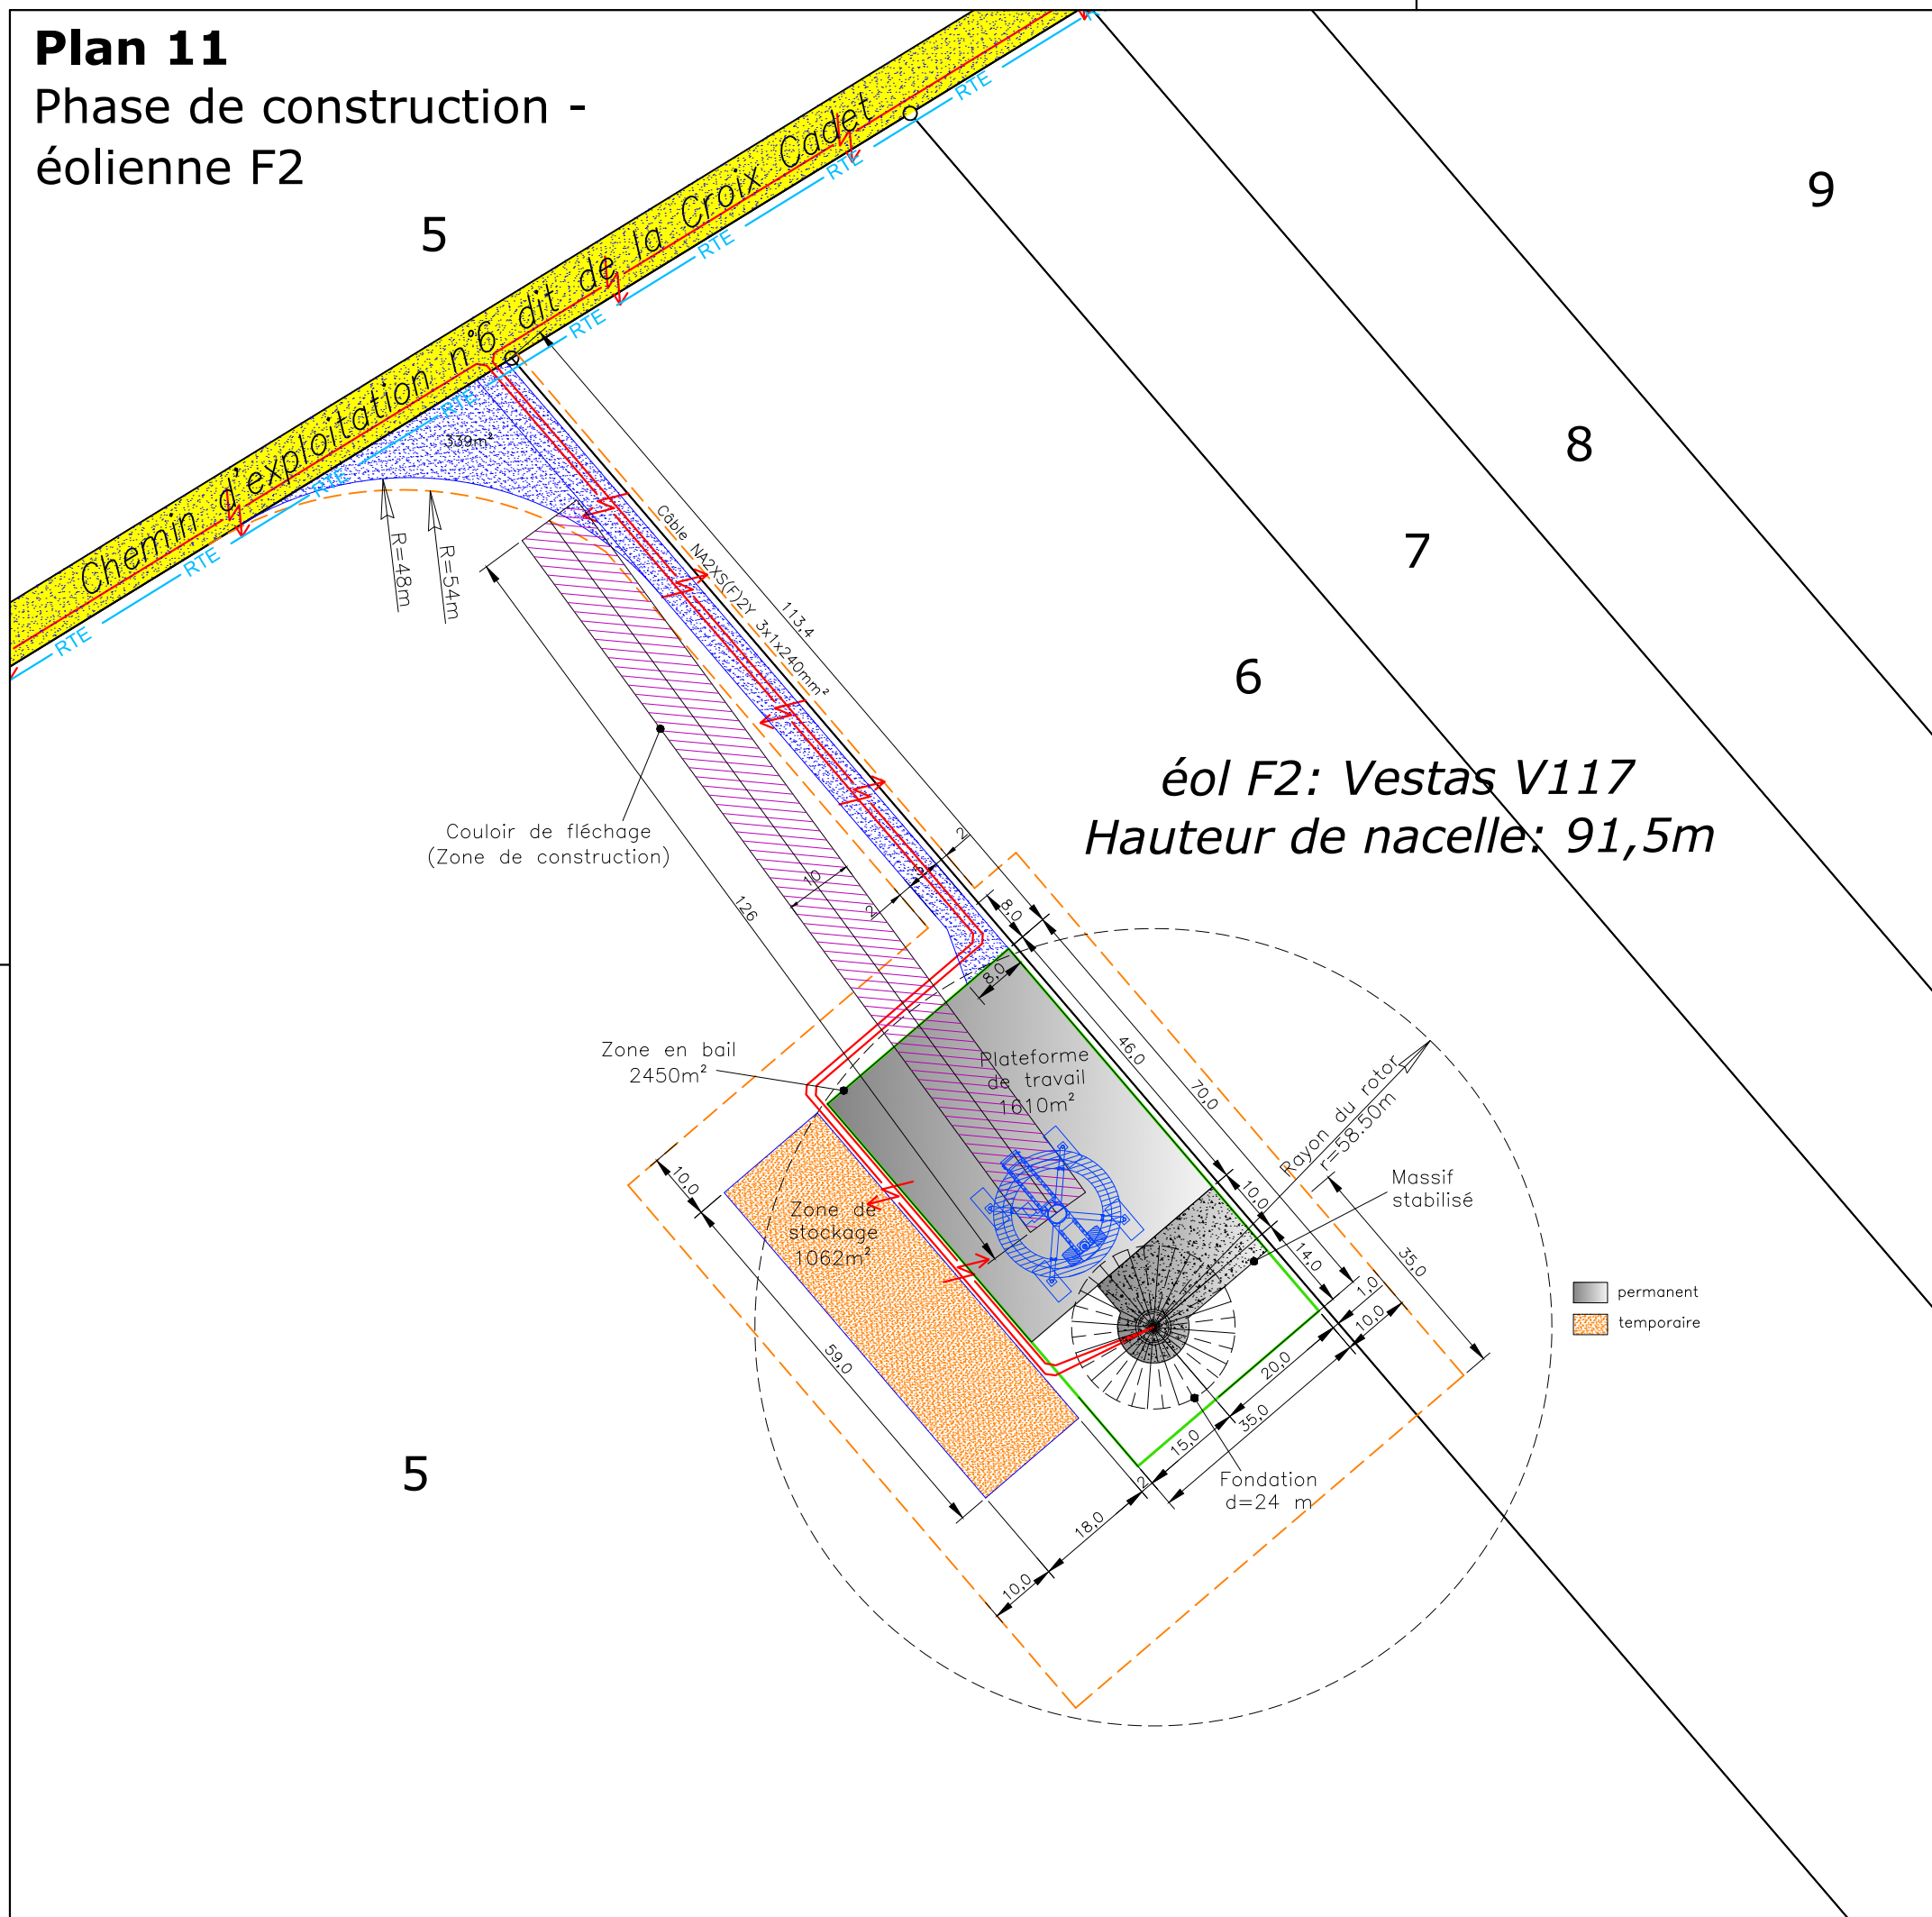 Plan 11
Phase de construction -
éolienne F2
5
9
8
7
6
5
Chemin d'exploitation n°6 dit de la Croix Cadet
RTE
RTE
RTE
RTE
RTE
RTE
RTE
RTE
RTE
339m²
R=48m
R=54m
Câble NA2XS(F)2Y 3x1x240mm²
113,4
éol F2: Vestas V117
Hauteur de nacelle: 91,5m
Couloir de fléchage
(Zone de construction)
126
10
2
2
8,0
8,0
Zone en bail
2450m²
Plateforme
de travail
1610m²
46,0
70,0
Rayon du rotor
r=58.50m
Massif
stabilisé
10,0
Zone de
stockage
1062m²
10,0
14,0
35,0
1,0
10,0
permanent
temporaire
59,0
20,0
35,0
15,0
2
Fondation
d=24 m
18,0
10,0